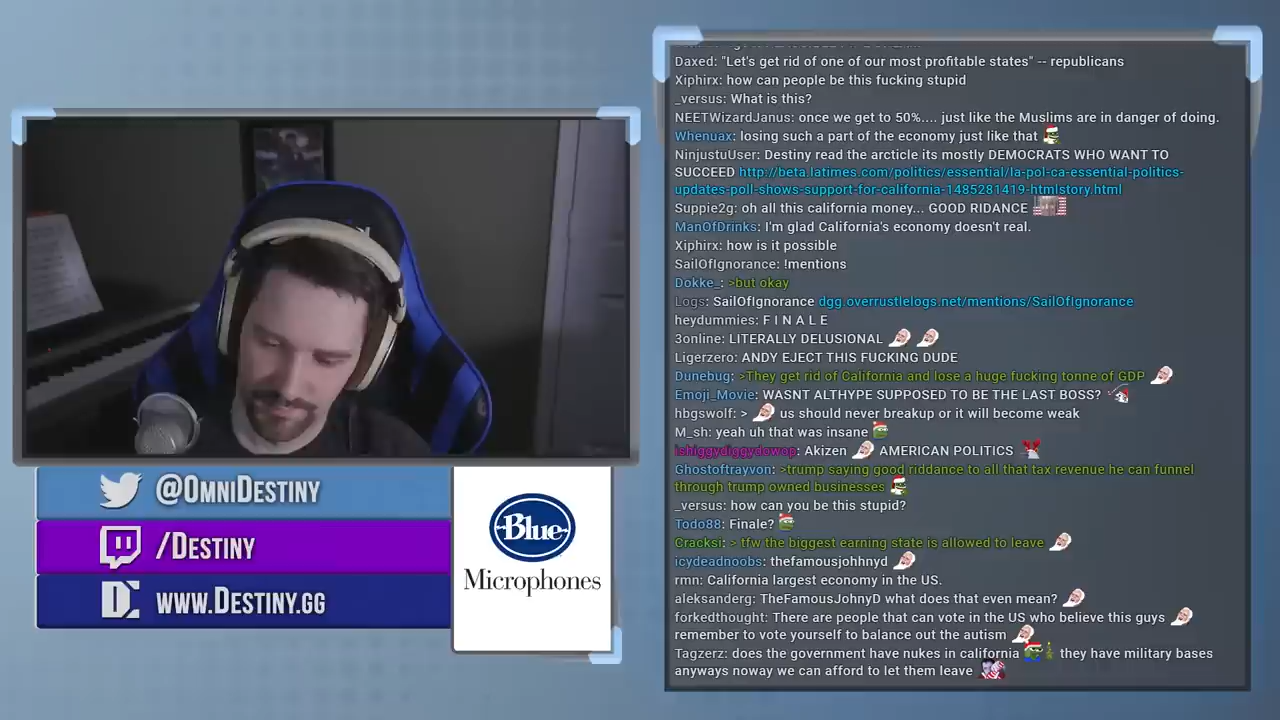 Daxed: "Let's get rid of one of our most profitable states" -- republicans
Xiphirx: how can people be this fucking stupid
_versus: What is this?
NEETWizardJanus: once we get to 50%.... just like the Muslims are in danger of doing.
Whenuax: losing such a part of the economy just like that
NinjustuUser: Destiny read the arcticle its mostly DEMOCRATS WHO WANT TO
SUCCEED http://beta.latimes.com/politics/essential/la-pol-ca-essential-politics-
updates-poll-shows-support-for-california-1485281419-htmlstory.html
Suppie2g: oh all this california money... GOOD RIDANCE
ManOfDrinks: I'm glad California's economy doesn't real.
Xiphirx: how is it possible
SailOfIgnorance: !mentions
Dokke_: >but okay
Logs: SailOfIgnorance dgg.overrustlelogs.net/mentions/SailOfIgnorance
heydummies: F I N A L E
3online: LITERALLY DELUSIONAL
Ligerzero: ANDY EJECT THIS FUCKING DUDE
Dunebug: >They get rid of California and lose a huge fucking tonne of GDP
Emoji_Movie: WASNT ALTHYPE SUPPOSED TO BE THE LAST BOSS?
hbgswolf: > us should never breakup or it will become weak
M_sh: yeah uh that was insane
ishiggydiggydowop: Akizen AMERICAN POLITICS
Ghostoftrayvon: >trump saying good riddance to all that tax revenue he can funnel
through trump owned businesses
_versus: how can you be this stupid?
Todo88: Finale?
Cracksi: > tfw the biggest earning state is allowed to leave
icydeadnoobs: thefamousjohhnyd
rmn: California largest economy in the US.
aleksanderg: TheFamousJohnyD what does that even mean?
forkedthought: There are people that can vote in the US who believe this guys
remember to vote yourself to balance out the autism
Tagzerz: does the government have nukes in california they have military bases
anyways noway we can afford to let them leave
@OmniDestiny
/Destiny
www.Destiny.gg
Blue
Microphones